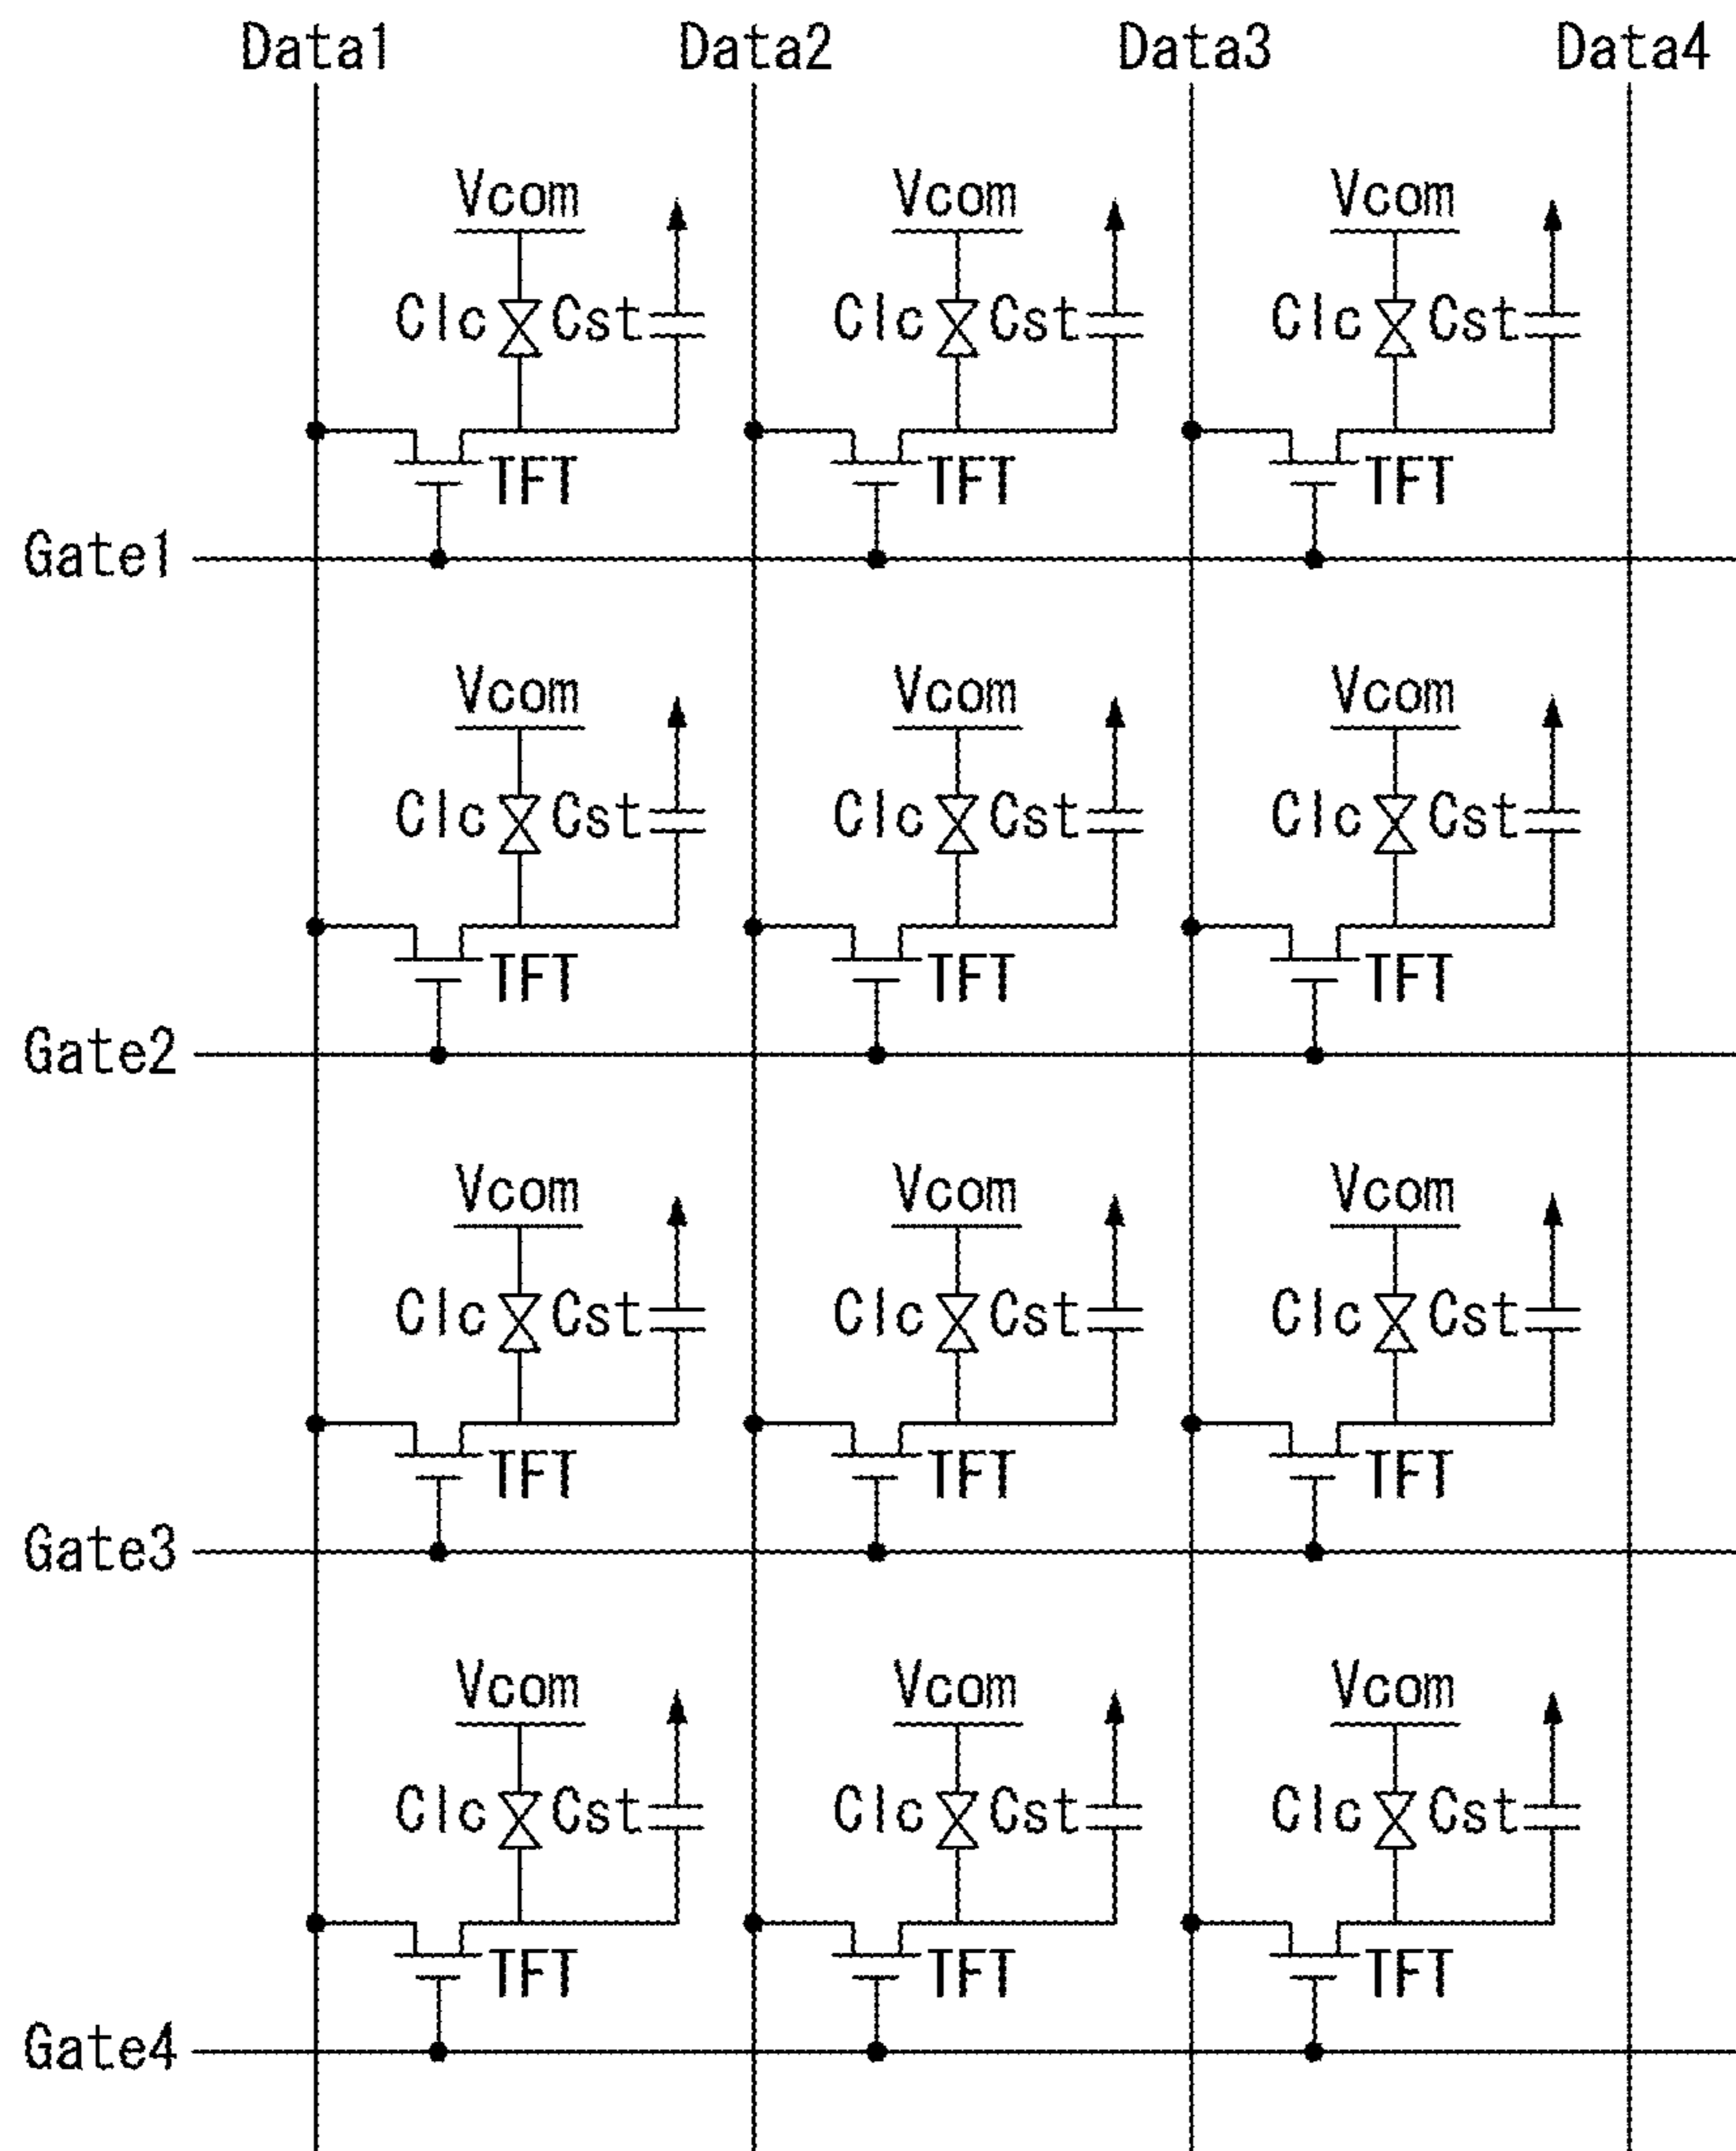 Data1 Data2 Data3 Data4
Vcom Vcom Vcom
Clc Cst Clc Cst Clc Cst
TFT TFT TFT
Gate1
Vcom Vcom Vcom
Clc Cst Clc Cst Clc Cst
TFT TFT TFT
Gate2
Vcom Vcom Vcom
Clc Cst Clc Cst Clc Cst
TFT TFT TFT
Gate3
Vcom Vcom Vcom
Clc Cst Clc Cst Clc Cst
TFT TFT TFT
Gate4